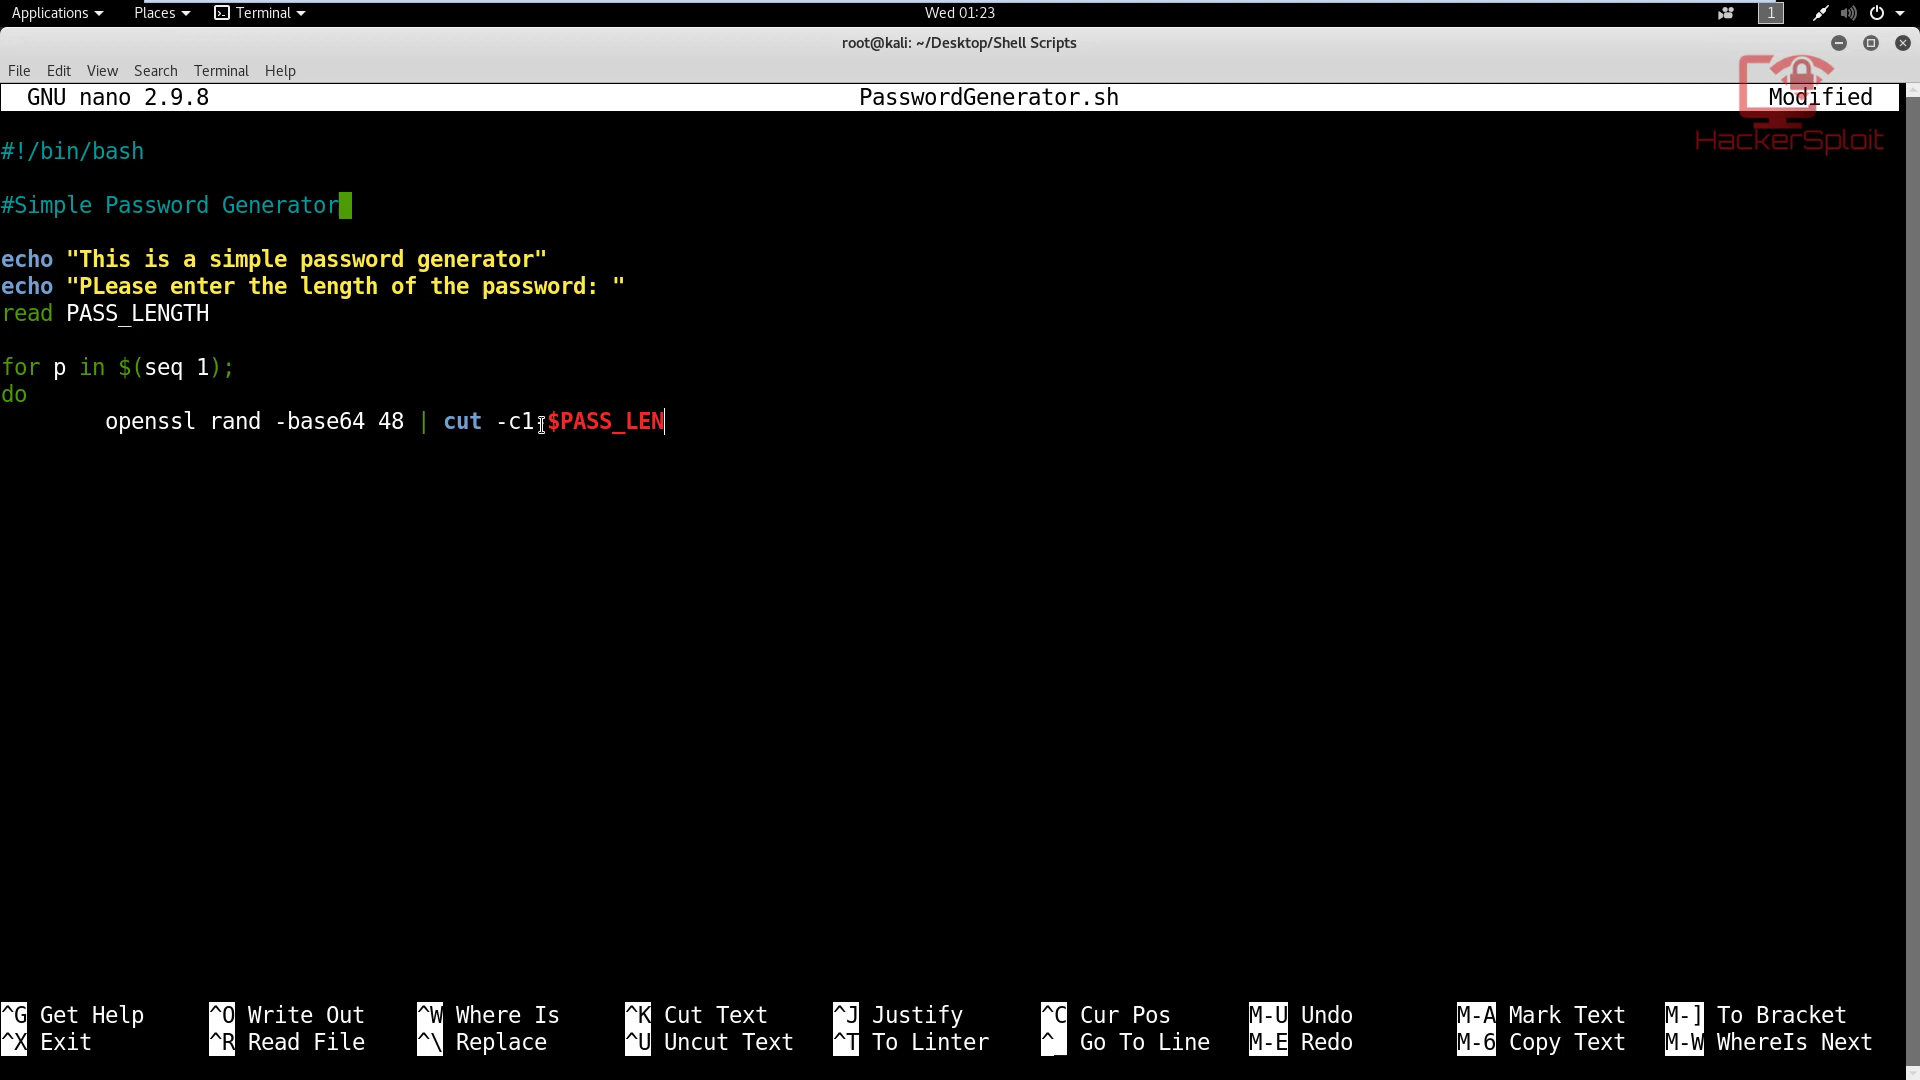 Applications Places Terminal Wed 01:23 1
root@kali: ~/Desktop/Shell Scripts
File Edit View Search Terminal Help
GNU nano 2.9.8 PasswordGenerator.sh Modified
HackerSploit
#!/bin/bash
#Simple Password Generator
echo "This is a simple password generator"
echo "PLease enter the length of the password: "
read PASS_LENGTH
for p in $(seq 1);
do
openssl rand -base64 48 | cut -c1-$PASS_LEN
^G Get Help ^O Write Out ^W Where Is ^K Cut Text ^J Justify ^C Cur Pos M-U Undo M-A Mark Text M-] To Bracket
^X Exit ^R Read File ^\ Replace ^U Uncut Text ^T To Linter ^_ Go To Line M-E Redo M-6 Copy Text M-W WhereIs Next